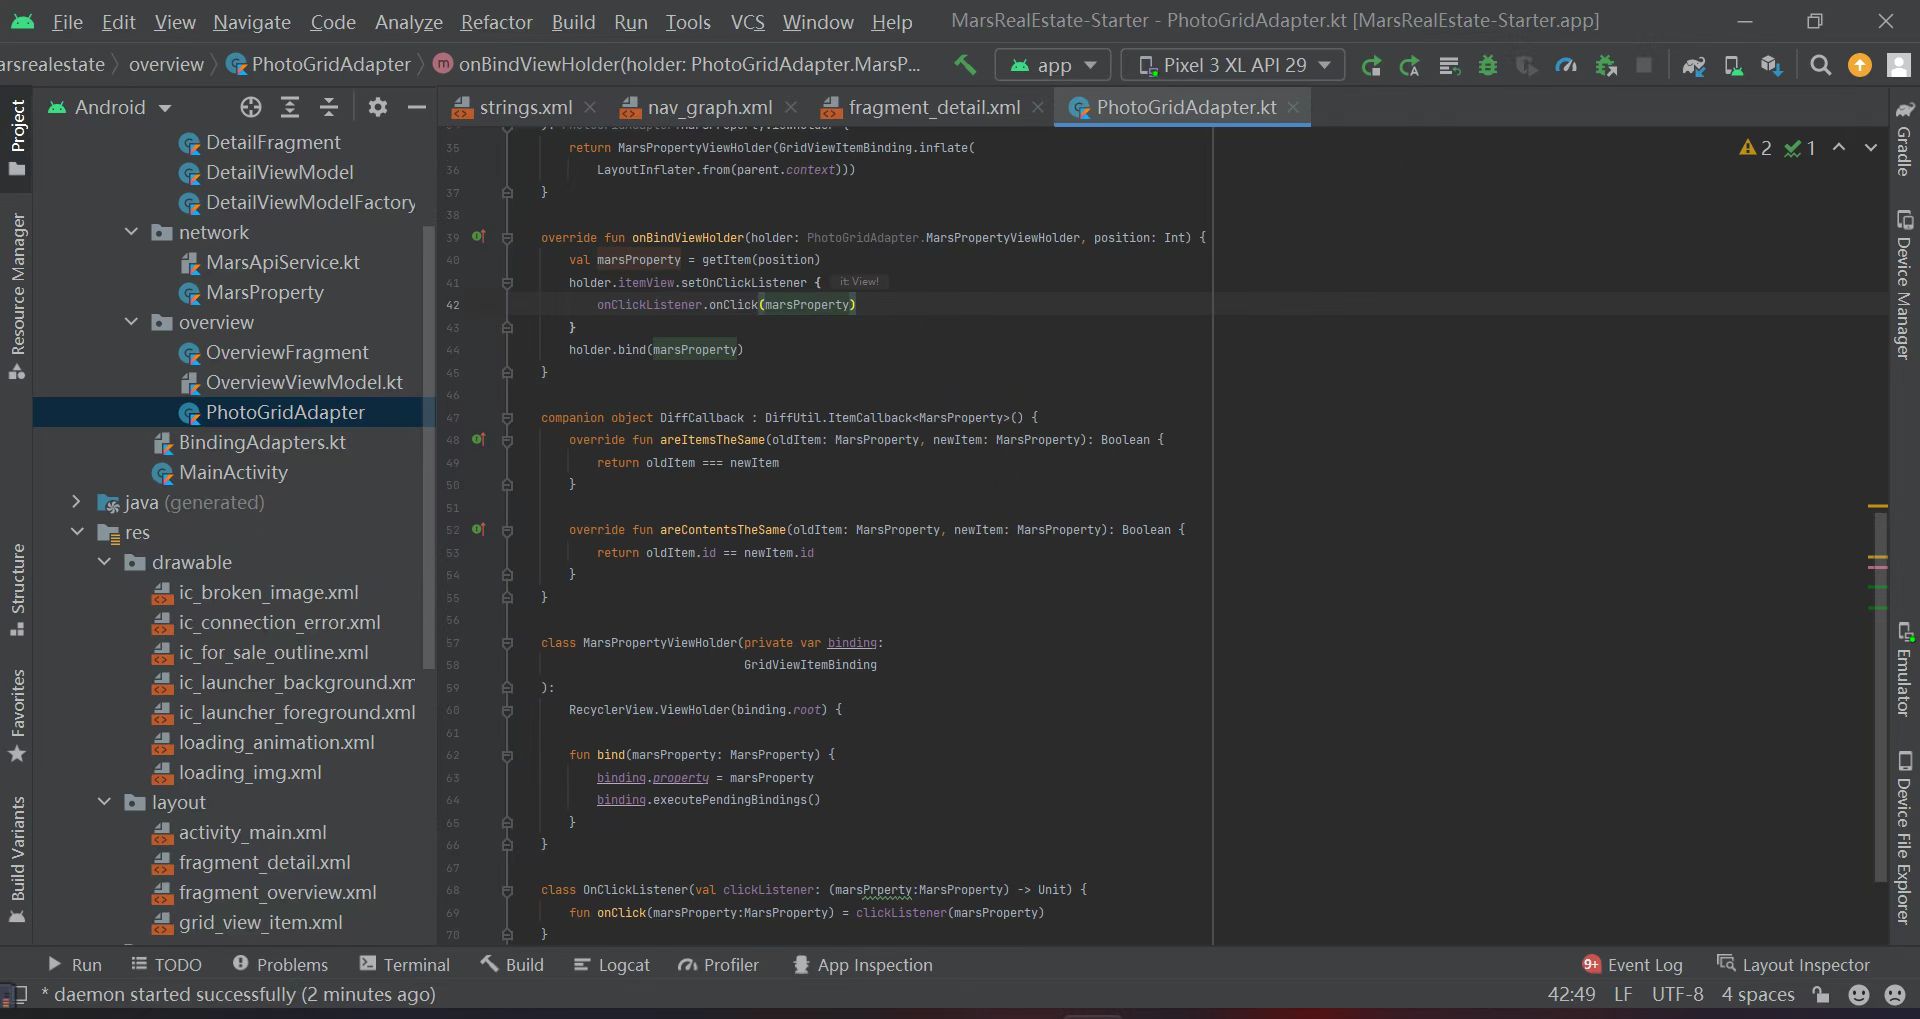 File Edit View Navigate Code Analyze Refactor Build Run Tools VCS Window Help MarsRealEstate-Starter - PhotoGridAdapter.kt [MarsRealEstate-Starter.app]
arsrealestate overview PhotoGridAdapter m onBindViewHolder(holder: PhotoGridAdapter.MarsP... app Pixel 3 XL API 29
Android strings.xml nav_graph.xml fragment_detail.xml PhotoGridAdapter.kt
Project
Resource Manager
Structure
Favorites
Build Variants
DetailFragment
DetailViewModel
DetailViewModelFactory
network
MarsApiService.kt
MarsProperty
overview
OverviewFragment
OverviewViewModel.kt
PhotoGridAdapter
BindingAdapters.kt
MainActivity
java (generated)
res
drawable
ic_broken_image.xml
ic_connection_error.xml
ic_for_sale_outline.xml
ic_launcher_background.xm
ic_launcher_foreground.xml
loading_animation.xml
loading_img.xml
layout
activity_main.xml
fragment_detail.xml
fragment_overview.xml
grid_view_item.xml
2 1
35 return MarsPropertyViewHolder(GridViewItemBinding.inflate(
36 LayoutInflater.from(parent.context)))
37 }
38
39 override fun onBindViewHolder(holder: PhotoGridAdapter.MarsPropertyViewHolder, position: Int) {
40 val marsProperty = getItem(position)
41 holder.itemView.setOnClickListener { it: View!
42 onClickListener.onClick(marsProperty)
43 }
44 holder.bind(marsProperty)
45 }
46
47 companion object DiffCallback : DiffUtil.ItemCallback<MarsProperty>() {
48 override fun areItemsTheSame(oldItem: MarsProperty, newItem: MarsProperty): Boolean {
49 return oldItem === newItem
50 }
51
52 override fun areContentsTheSame(oldItem: MarsProperty, newItem: MarsProperty): Boolean {
53 return oldItem.id == newItem.id
54 }
55 }
56
57 class MarsPropertyViewHolder(private var binding:
58 GridViewItemBinding
59 ):
60 RecyclerView.ViewHolder(binding.root) {
61
62 fun bind(marsProperty: MarsProperty) {
63 binding.property = marsProperty
64 binding.executePendingBindings()
65 }
66 }
67
68 class OnClickListener(val clickListener: (marsPrperty:MarsProperty) -> Unit) {
69 fun onClick(marsProperty:MarsProperty) = clickListener(marsProperty)
70 }
Gradle
Device Manager
Emulator
Device File Explorer
Run TODO Problems Terminal Build Logcat Profiler App Inspection 9+ Event Log Layout Inspector
* daemon started successfully (2 minutes ago) 42:49 LF UTF-8 4 spaces